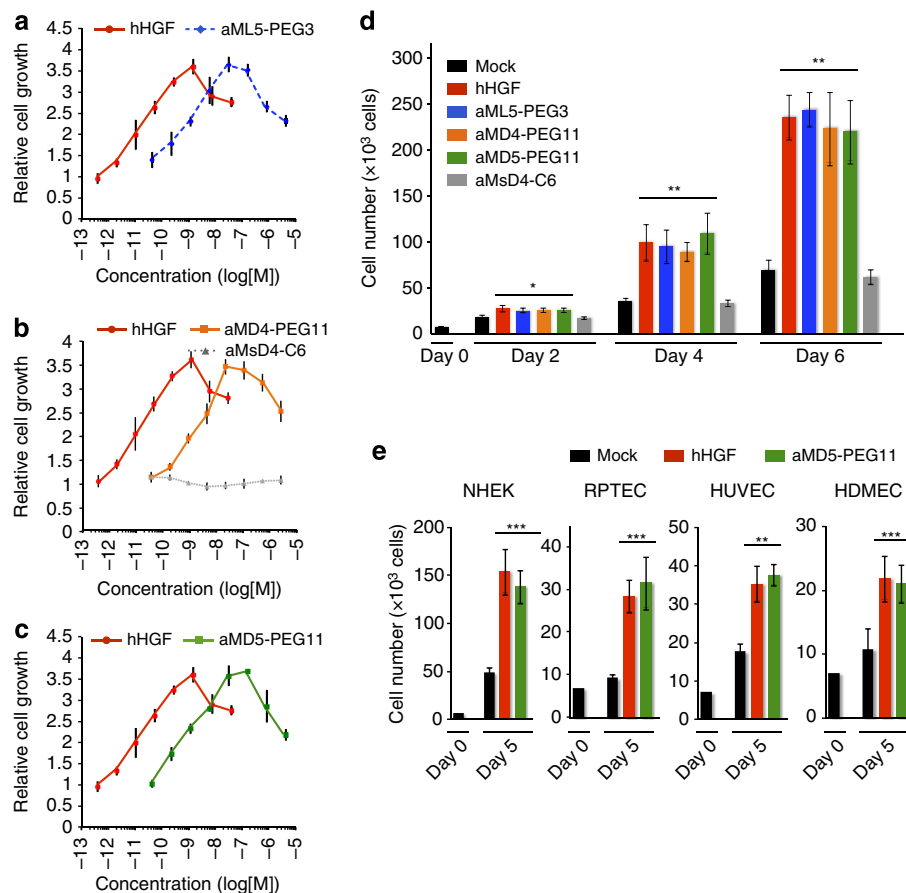 a
hHGF aML5-PEG3
Relative cell growth
4.5
4
3.5
3
2.5
2
1.5
1
0.5
0
−13 −12 −11 −10 −9 −8 −7 −6 −5
Concentration (log[M])
b
hHGF aMD4-PEG11
aMsD4-C6
Relative cell growth
4
3.5
3
2.5
2
1.5
1
0.5
0
−13 −12 −11 −10 −9 −8 −7 −6 −5
Concentration (log[M])
c
hHGF aMD5-PEG11
Relative cell growth
4.5
4
3.5
3
2.5
2
1.5
1
0.5
0
−13 −12 −11 −10 −9 −8 −7 −6 −5
Concentration (log[M])
d
Mock
hHGF
aML5-PEG3
aMD4-PEG11
aMD5-PEG11
aMsD4-C6
Cell number (×10³ cells)
300
250
200
150
100
50
0
*
**
**
Day 0 Day 2 Day 4 Day 6
e
Mock hHGF aMD5-PEG11
NHEK RPTEC HUVEC HDMEC
Cell number (×10³ cells)
200
150
100
50
0
***
Day 0 Day 5
45
30
15
0
***
Day 0 Day 5
50
40
30
20
10
0
**
Day 0 Day 5
30
20
10
0
***
Day 0 Day 5